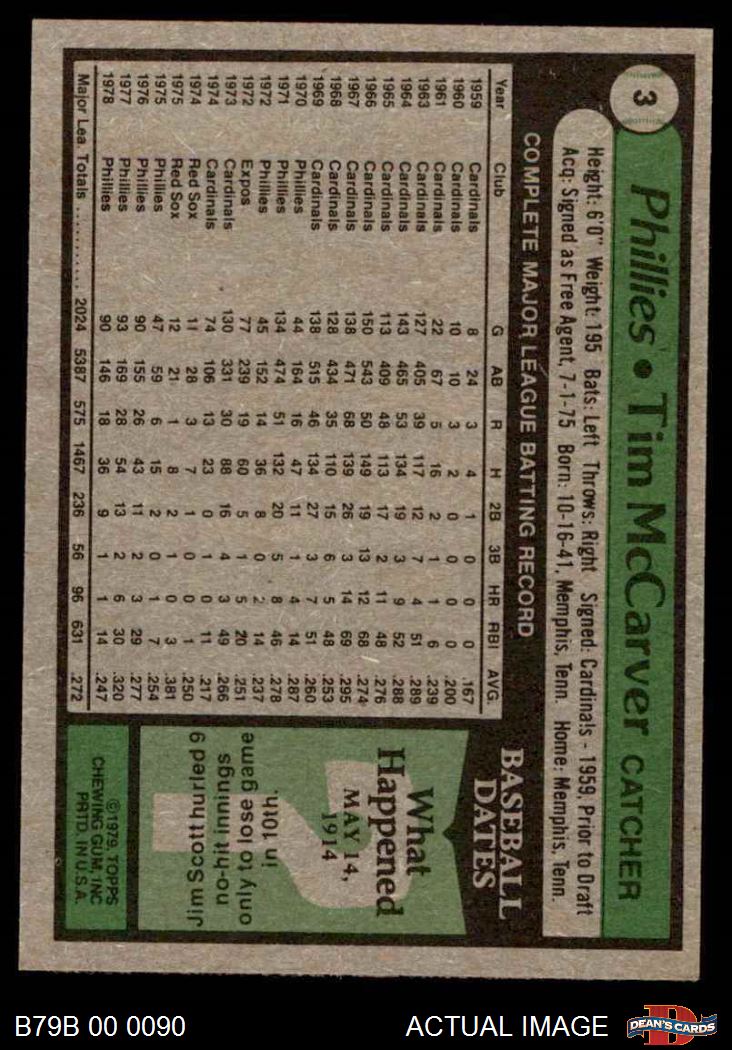 3
Phillies • Tim McCarver CATCHER
Height: 6'0" Weight: 195 Bats: Left Throws: Right Signed: Cardinals - 1959, Prior to Draft
Acq: Signed as Free Agent, 7-1-75 Born: 10-16-41, Memphis, Tenn. Home: Memphis, Tenn.
COMPLETE MAJOR LEAGUE BATTING RECORD
Year Club G AB R H 2B 3B HR RBI AVG
1959 Cardinals 8 24 3 4 1 0 0 0 .167
1960 Cardinals 10 10 3 2 0 0 0 0 .200
1961 Cardinals 22 67 5 16 2 1 1 6 .239
1963 Cardinals 127 405 39 117 12 7 4 51 .289
1964 Cardinals 143 465 53 134 19 3 9 52 .288
1965 Cardinals 113 409 48 113 17 2 11 48 .276
1966 Cardinals 150 543 50 149 19 13 12 68 .274
1967 Cardinals 138 471 68 139 26 3 14 69 .295
1968 Cardinals 128 434 35 110 15 6 5 48 .253
1969 Cardinals 138 515 46 134 27 3 7 51 .260
1970 Phillies 44 164 16 47 11 1 4 14 .287
1971 Phillies 134 474 51 132 20 5 8 46 .278
1972 Phillies 45 152 14 36 8 0 2 14 .237
1972 Expos 77 239 19 60 5 1 5 20 .251
1973 Cardinals 130 331 30 88 16 4 3 49 .266
1974 Cardinals 74 106 13 23 0 1 0 11 .217
1974 Red Sox 11 28 3 7 1 0 0 1 .250
1975 Red Sox 12 21 1 8 2 1 0 3 .381
1975 Phillies 47 59 6 15 2 0 1 7 .254
1976 Phillies 90 155 26 43 11 2 3 29 .277
1977 Phillies 93 169 28 54 13 2 6 30 .320
1978 Phillies 90 146 18 36 9 1 1 14 .247
Major Lea. Totals ........... 2024 5387 575 1467 236 56 96 631 .272
BASEBALL
DATES
What
Happened
MAY 14,
1914
?
Jim Scott hurled 9
no-hit innings
only to lose game
in 10th.
©1979, TOPPS
CHEWING GUM, INC
PRTD. IN U.S.A.
B79B 00 0090 ACTUAL IMAGE
D
DEAN'S CARDS